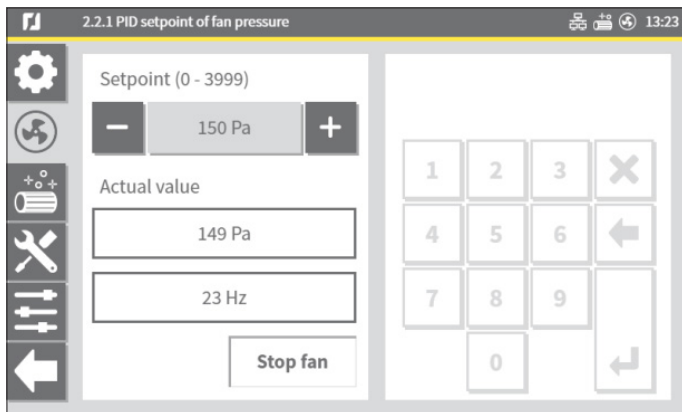 2.2.1 PID setpoint of fan pressure 13:23
Setpoint (0 - 3999)
150 Pa
Actual value
149 Pa
23 Hz
Stop fan
1 2 3
4 5 6
7 8 9
0